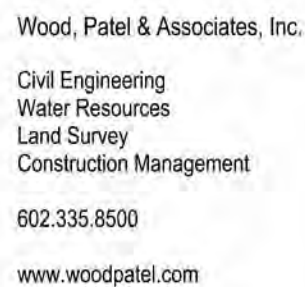 Wood, Patel & Associates, Inc.
Civil Engineering
Water Resources
Land Survey
Construction Management
602.335.8500
www.woodpatel.com